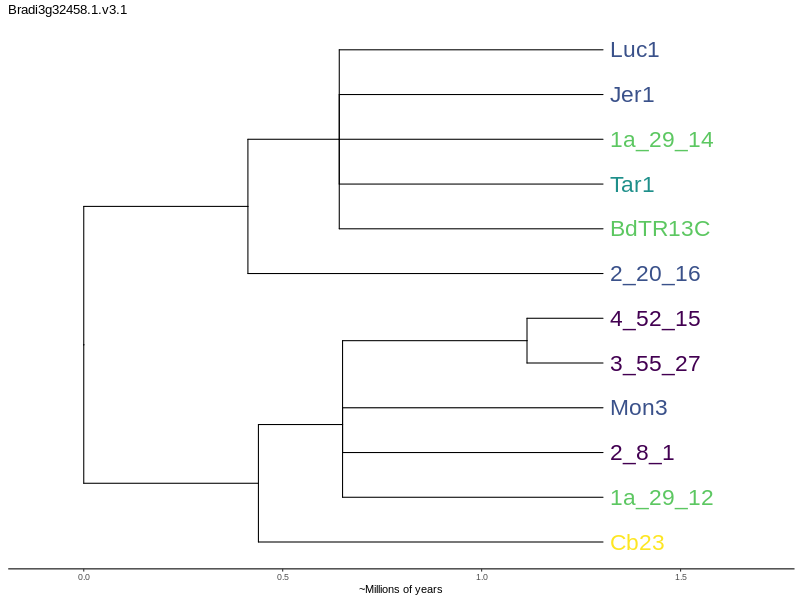 Bradi3g32458.1.v3.1
Luc1
Jer1
1a_29_14
Tar1
BdTR13C
2_20_16
4_52_15
3_55_27
Mon3
2_8_1
1a_29_12
Cb23
0.0 0.5 1.0 1.5
~Millions of years